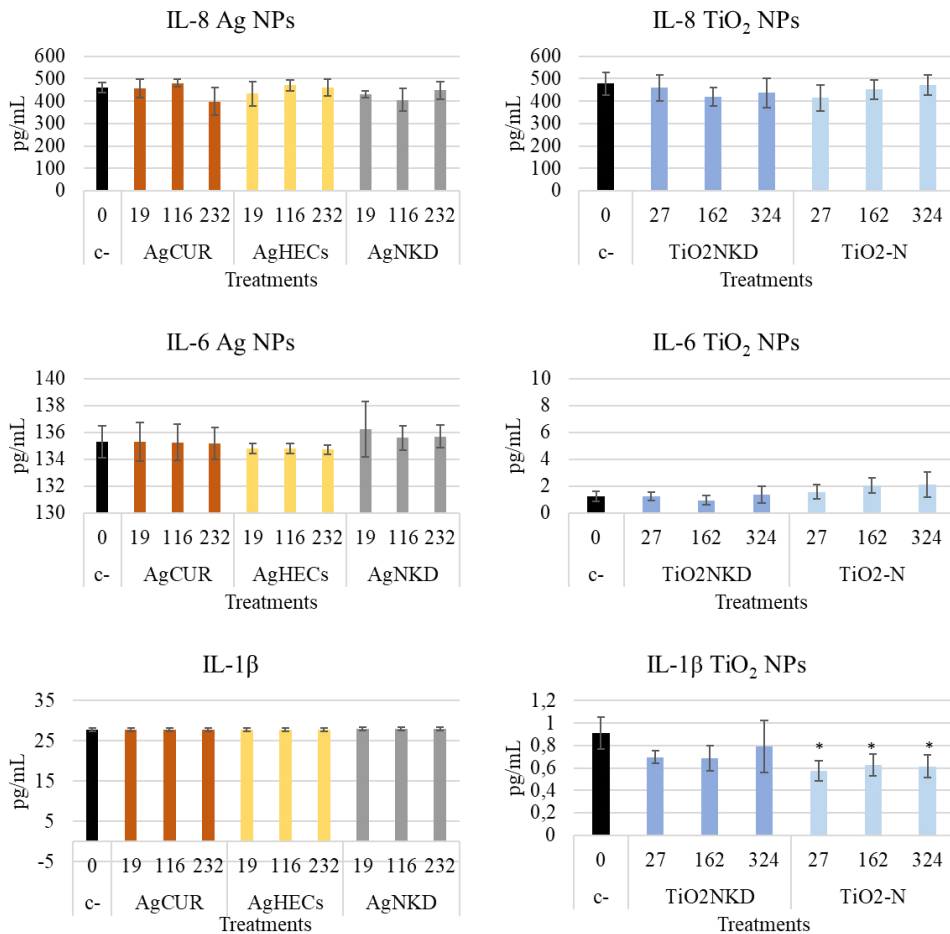 IL-8 Ag NPs
600
500
400
300
200
100
0
pg/mL
0 19 116 232 19 116 232 19 116 232
c- AgCUR AgHECs AgNKD
Treatments
IL-8 TiO₂ NPs
600
500
400
300
200
100
0
pg/mL
0 27 162 324 27 162 324
c- TiO2NKD TiO2-N
Treatments
IL-6 Ag NPs
140
138
136
134
132
130
pg/mL
0 19 116 232 19 116 232 19 116 232
c- AgCUR AgHECs AgNKD
Treatments
IL-6 TiO₂ NPs
10
8
6
4
2
0
pg/mL
0 27 162 324 27 162 324
c- TiO2NKD TiO2-N
Treatments
IL-1β
35
25
15
5
-5
pg/mL
0 19 116 232 19 116 232 19 116 232
c- AgCUR AgHECs AgNKD
Treatments
IL-1β TiO₂ NPs
1,2
1
0,8
0,6
0,4
0,2
0
pg/mL
* * *
0 27 162 324 27 162 324
c- TiO2NKD TiO2-N
Treatments